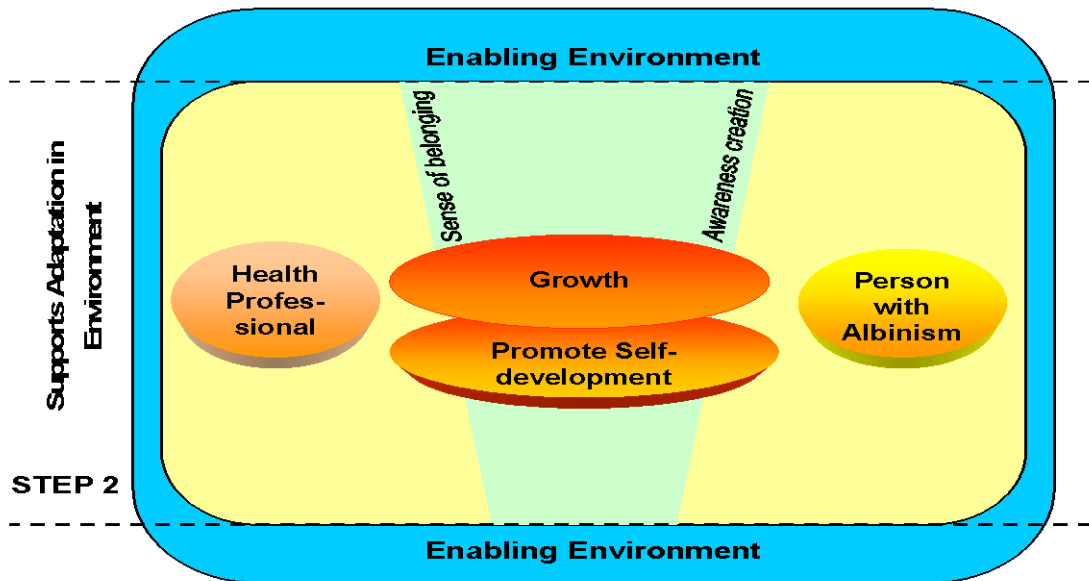 Enabling Environment
Sense of belonging
Awareness creation
Supports Adaptation in
Environment
Health
Profes-
sional
Growth
Promote Self-
development
Person
with
Albinism
STEP 2
Enabling Environment